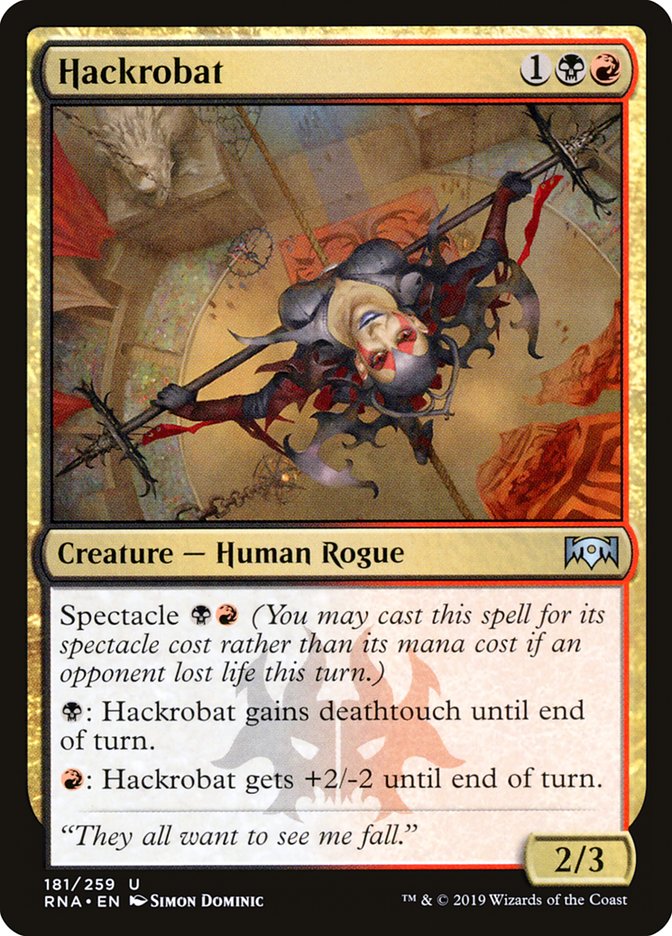 Hackrobat 1
Creature — Human Rogue
Spectacle (You may cast this spell for its
spectacle cost rather than its mana cost if an
opponent lost life this turn.)
: Hackrobat gains deathtouch until end
of turn.
: Hackrobat gets +2/-2 until end of turn.
“They all want to see me fall.”
2/3
181/259 U
RNA • EN Simon Dominic
™ & © 2019 Wizards of the Coast